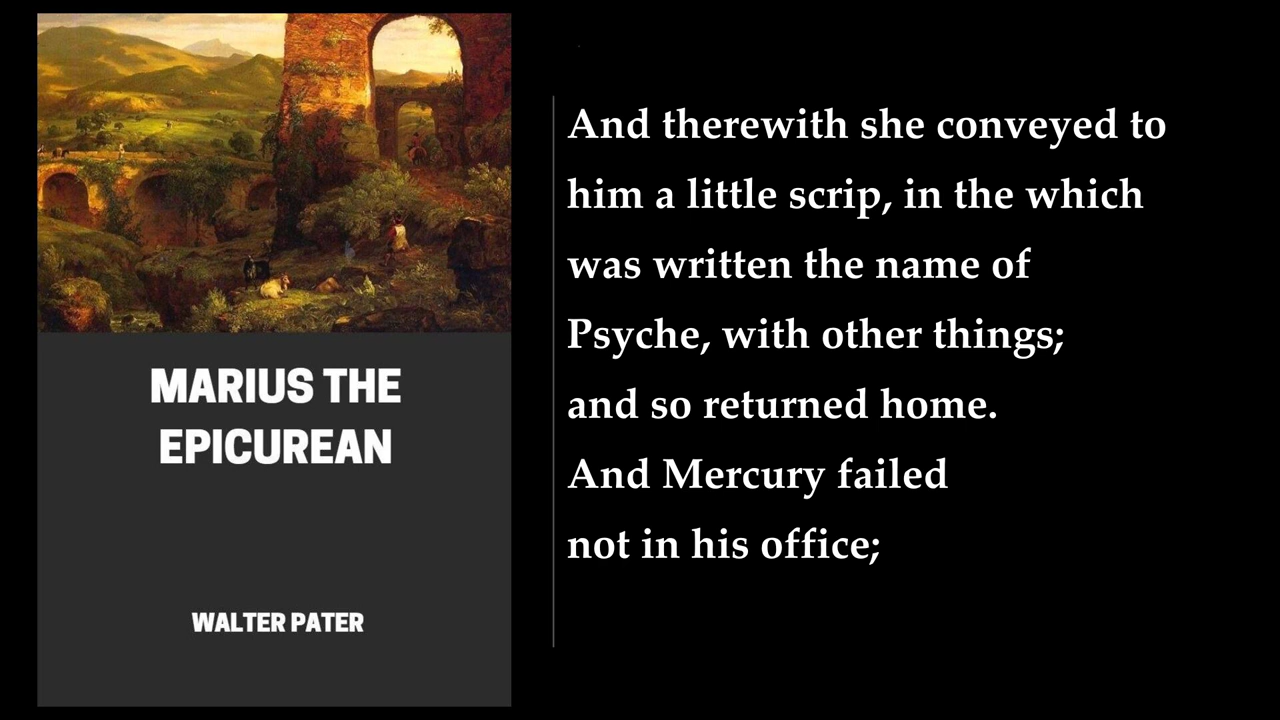 MARIUS THE
EPICUREAN
WALTER PATER
And therewith she conveyed to
him a little scrip, in the which
was written the name of
Psyche, with other things;
and so returned home.
And Mercury failed
not in his office;